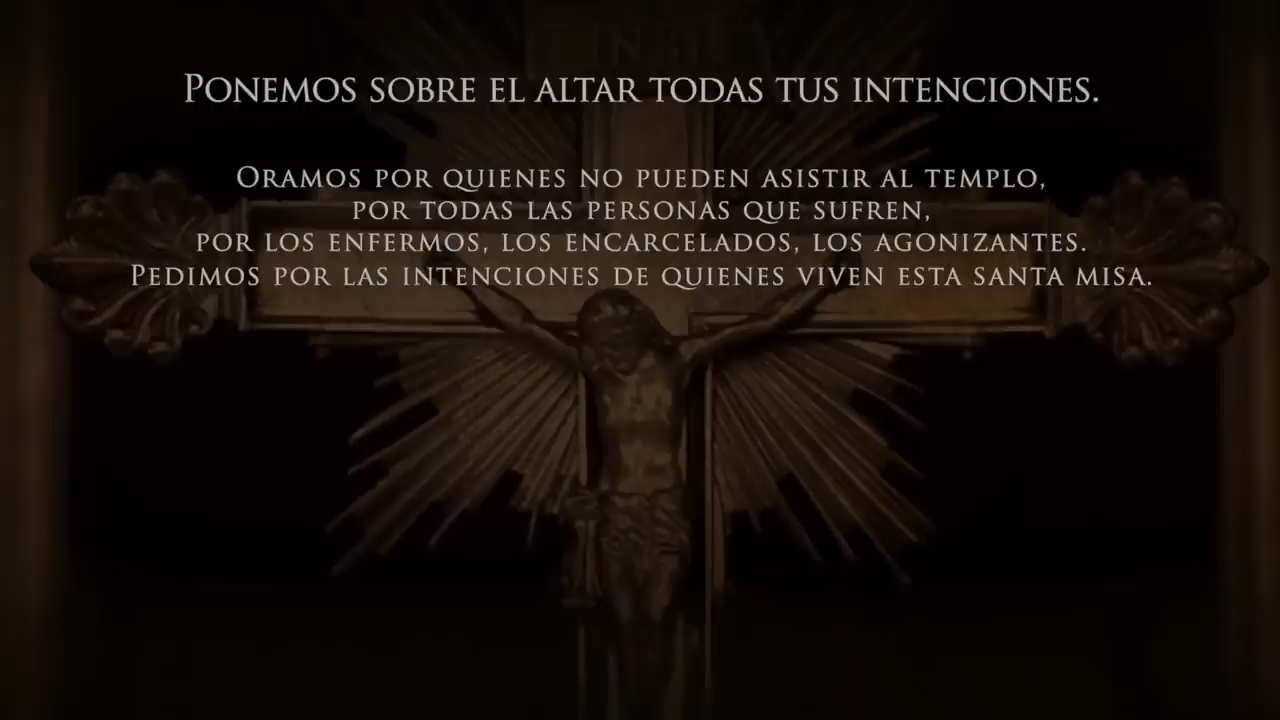 Ponemos sobre el altar todas tus intenciones.
Oramos por quienes no pueden asistir al templo,
por todas las personas que sufren,
por los enfermos, los encarcelados, los agonizantes.
Pedimos por las intenciones de quienes viven esta santa misa.